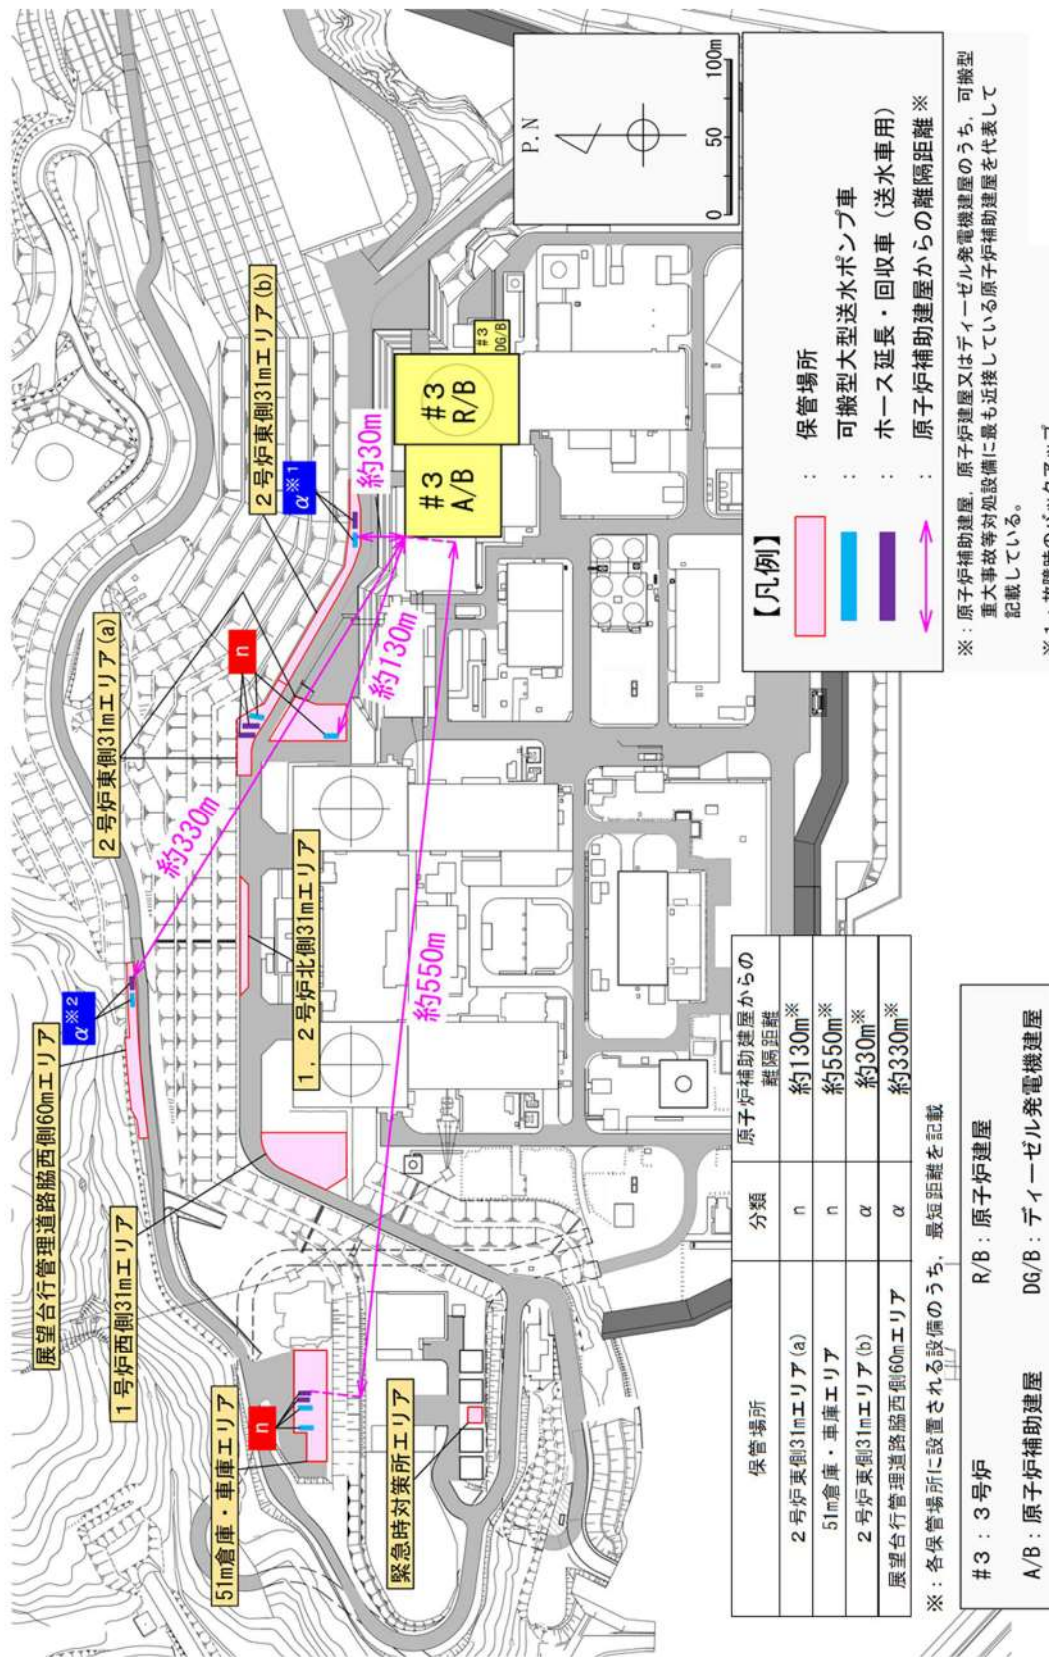 展望台行管理道路脇西側60mエリア
α※2
2号炉東側31mエリア(a)
2号炉東側31mエリア(b)
n
α※1
1号炉西側31mエリア
51m倉庫・車庫エリア
n
1，2号炉北側31mエリア
緊急時対策所エリア
約330m
約30m
約130m
約550m
#3
A/B
#3
R/B
#3
DG/B
P.N
0 50 100m
【凡例】
： 保管場所
： 可搬型大型送水ポンプ車
： ホース延長・回収車（送水車用）
： 原子炉補助建屋からの離隔距離※
※：原子炉補助建屋，原子炉建屋又はディーゼル発電機建屋のうち，可搬型
重大事故等対処設備に最も近接している原子炉補助建屋を代表して
記載している。
※1：故障時のバックアップ
保管場所 分類 原子炉補助建屋からの
離隔距離
2号炉東側31mエリア(a) n 約130m※
51m倉庫・車庫エリア n 約550m※
2号炉東側31mエリア(b) α 約30m※
展望台行管理道路脇西側60mエリア α 約330m※
※：各保管場所に設置される設備のうち，最短距離を記載
#3：3号炉 R/B：原子炉建屋
A/B：原子炉補助建屋 DG/B：ディーゼル発電機建屋